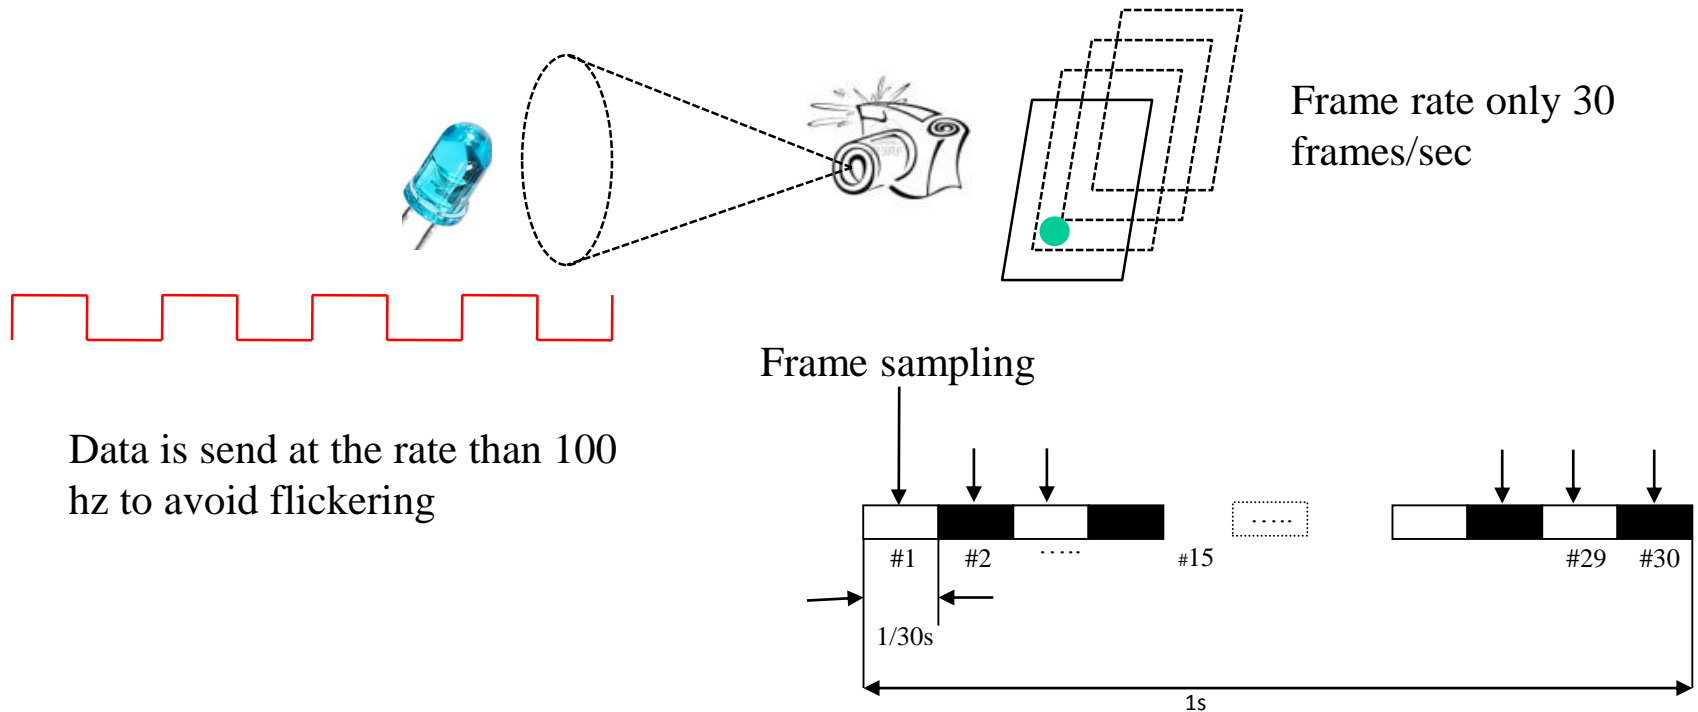 Frame rate only 30
frames/sec
Frame sampling
Data is send at the rate than 100
hz to avoid flickering
.....
#1 #2 ..... #15 #29 #30
1/30s
1s